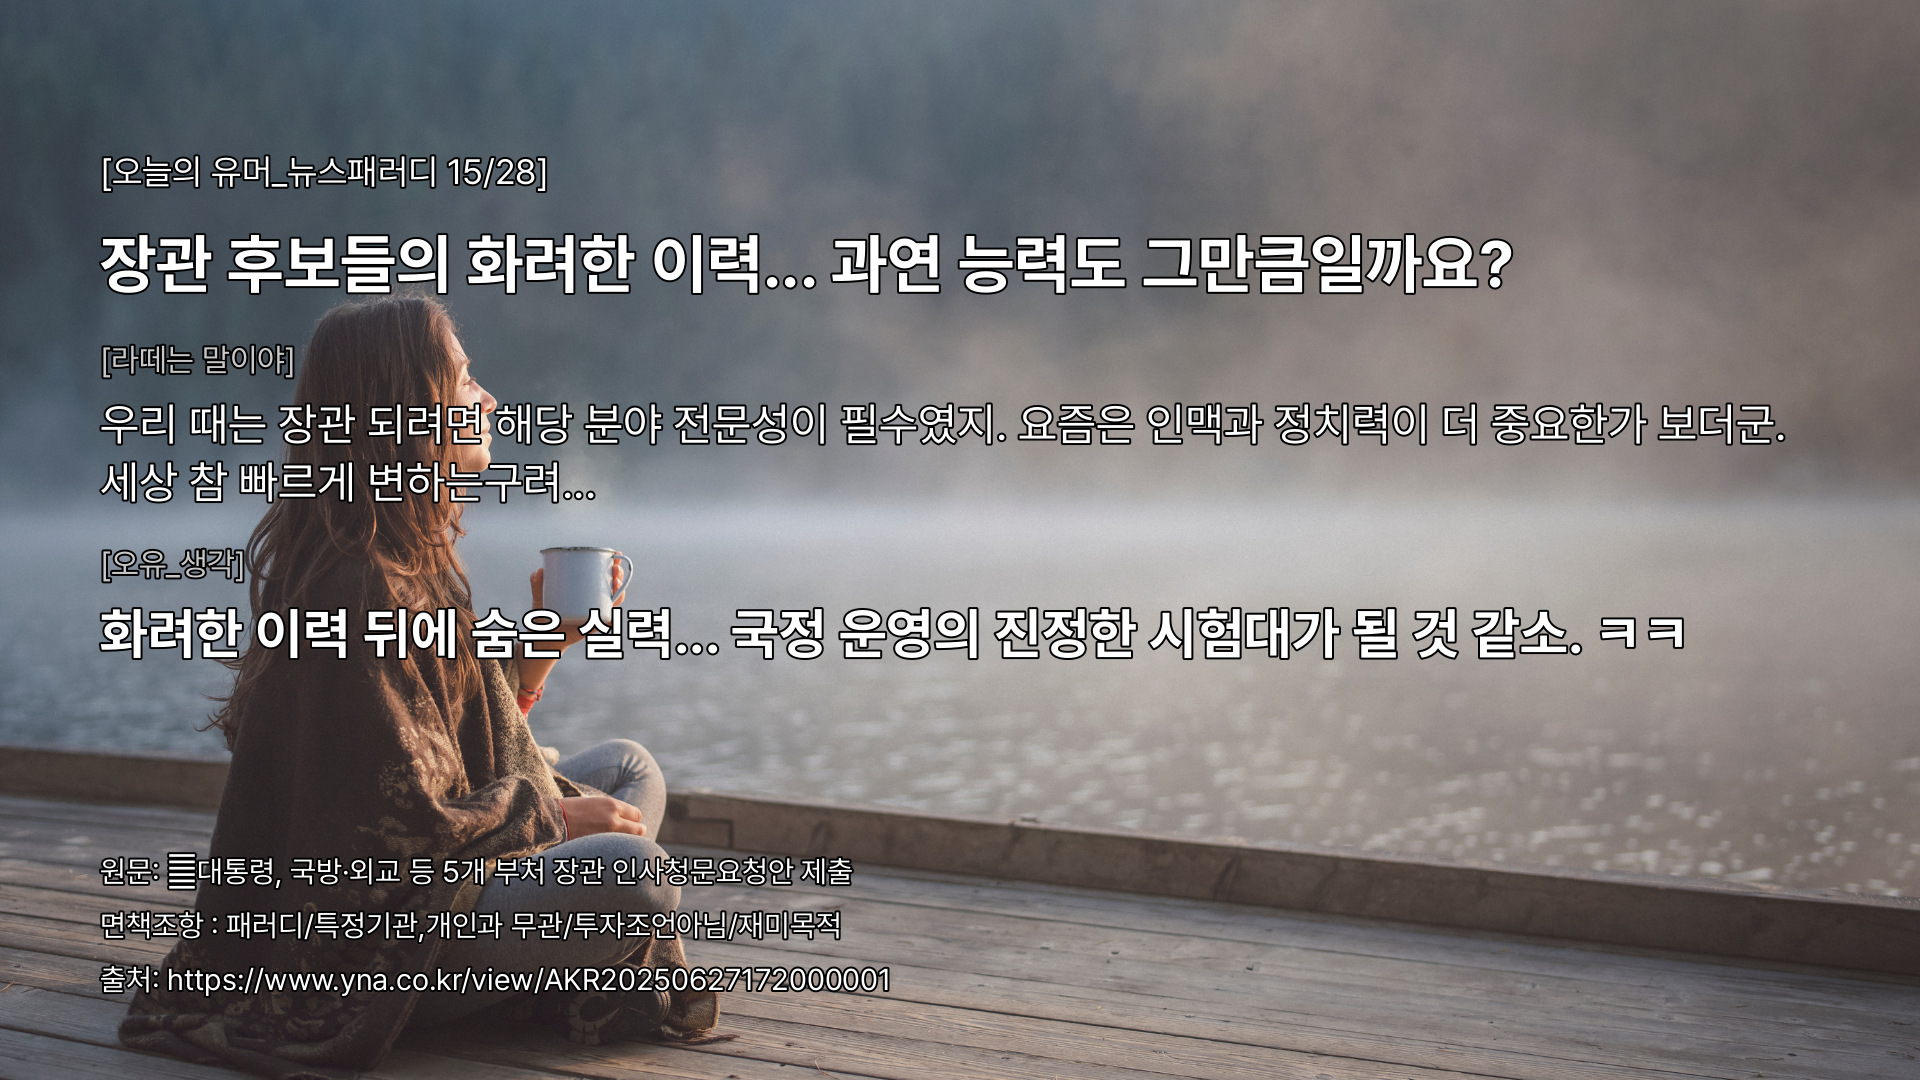 [오늘의 유머_뉴스패러디 15/28]
장관 후보들의 화려한 이력... 과연 능력도 그만큼일까요?
[라떼는 말이야]
우리 때는 장관 되려면 해당 분야 전문성이 필수였지. 요즘은 인맥과 정치력이 더 중요한가 보더군.
세상 참 빠르게 변하는구려...
[오유_생각]
화려한 이력 뒤에 숨은 실력... 국정 운영의 진정한 시험대가 될 것 같소. ㅋㅋ
원문: 대통령, 국방·외교 등 5개 부처 장관 인사청문요청안 제출
면책조항 : 패러디/특정기관,개인과 무관/투자조언아님/재미목적
출처: https://www.yna.co.kr/view/AKR20250627172000001